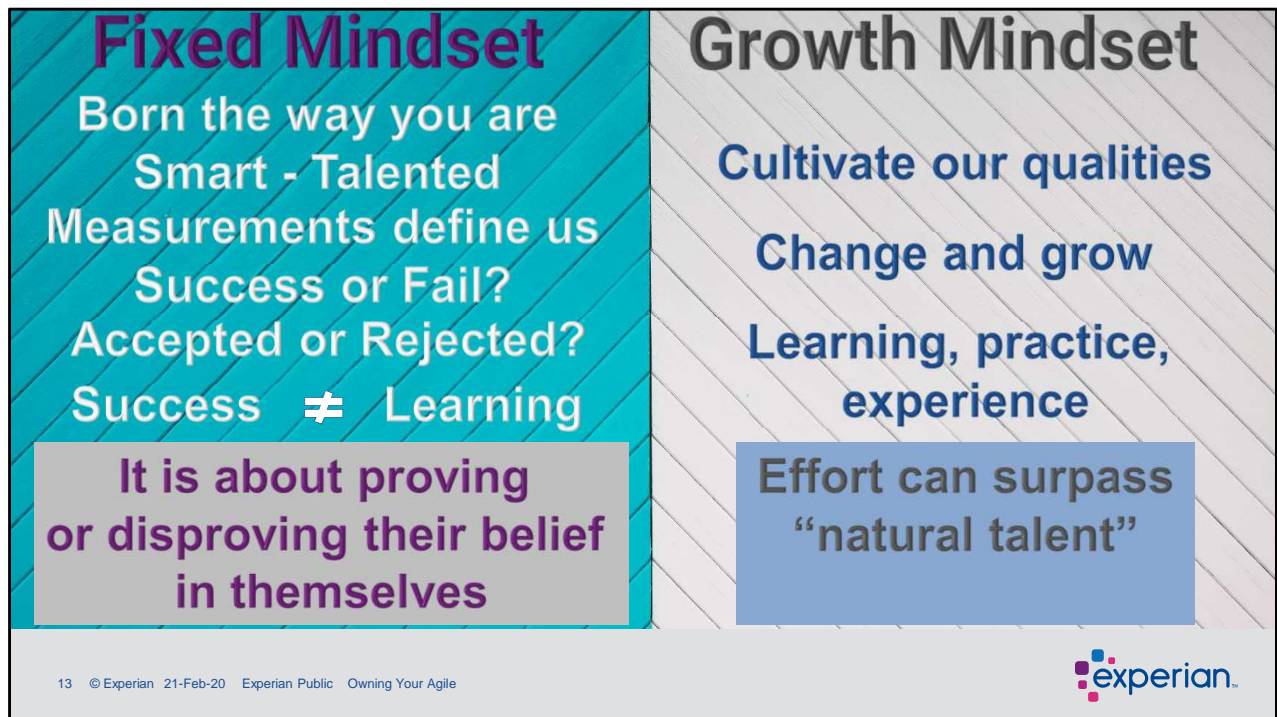 Fixed Mindset
Born the way you are
Smart - Talented
Measurements define us
Success or Fail?
Accepted or Rejected?
Success ≠ Learning
It is about proving
or disproving their belief
in themselves
Growth Mindset
Cultivate our qualities
Change and grow
Learning, practice,
experience
Effort can surpass
“natural talent”
13 © Experian 21-Feb-20 Experian Public Owning Your Agile
experian™